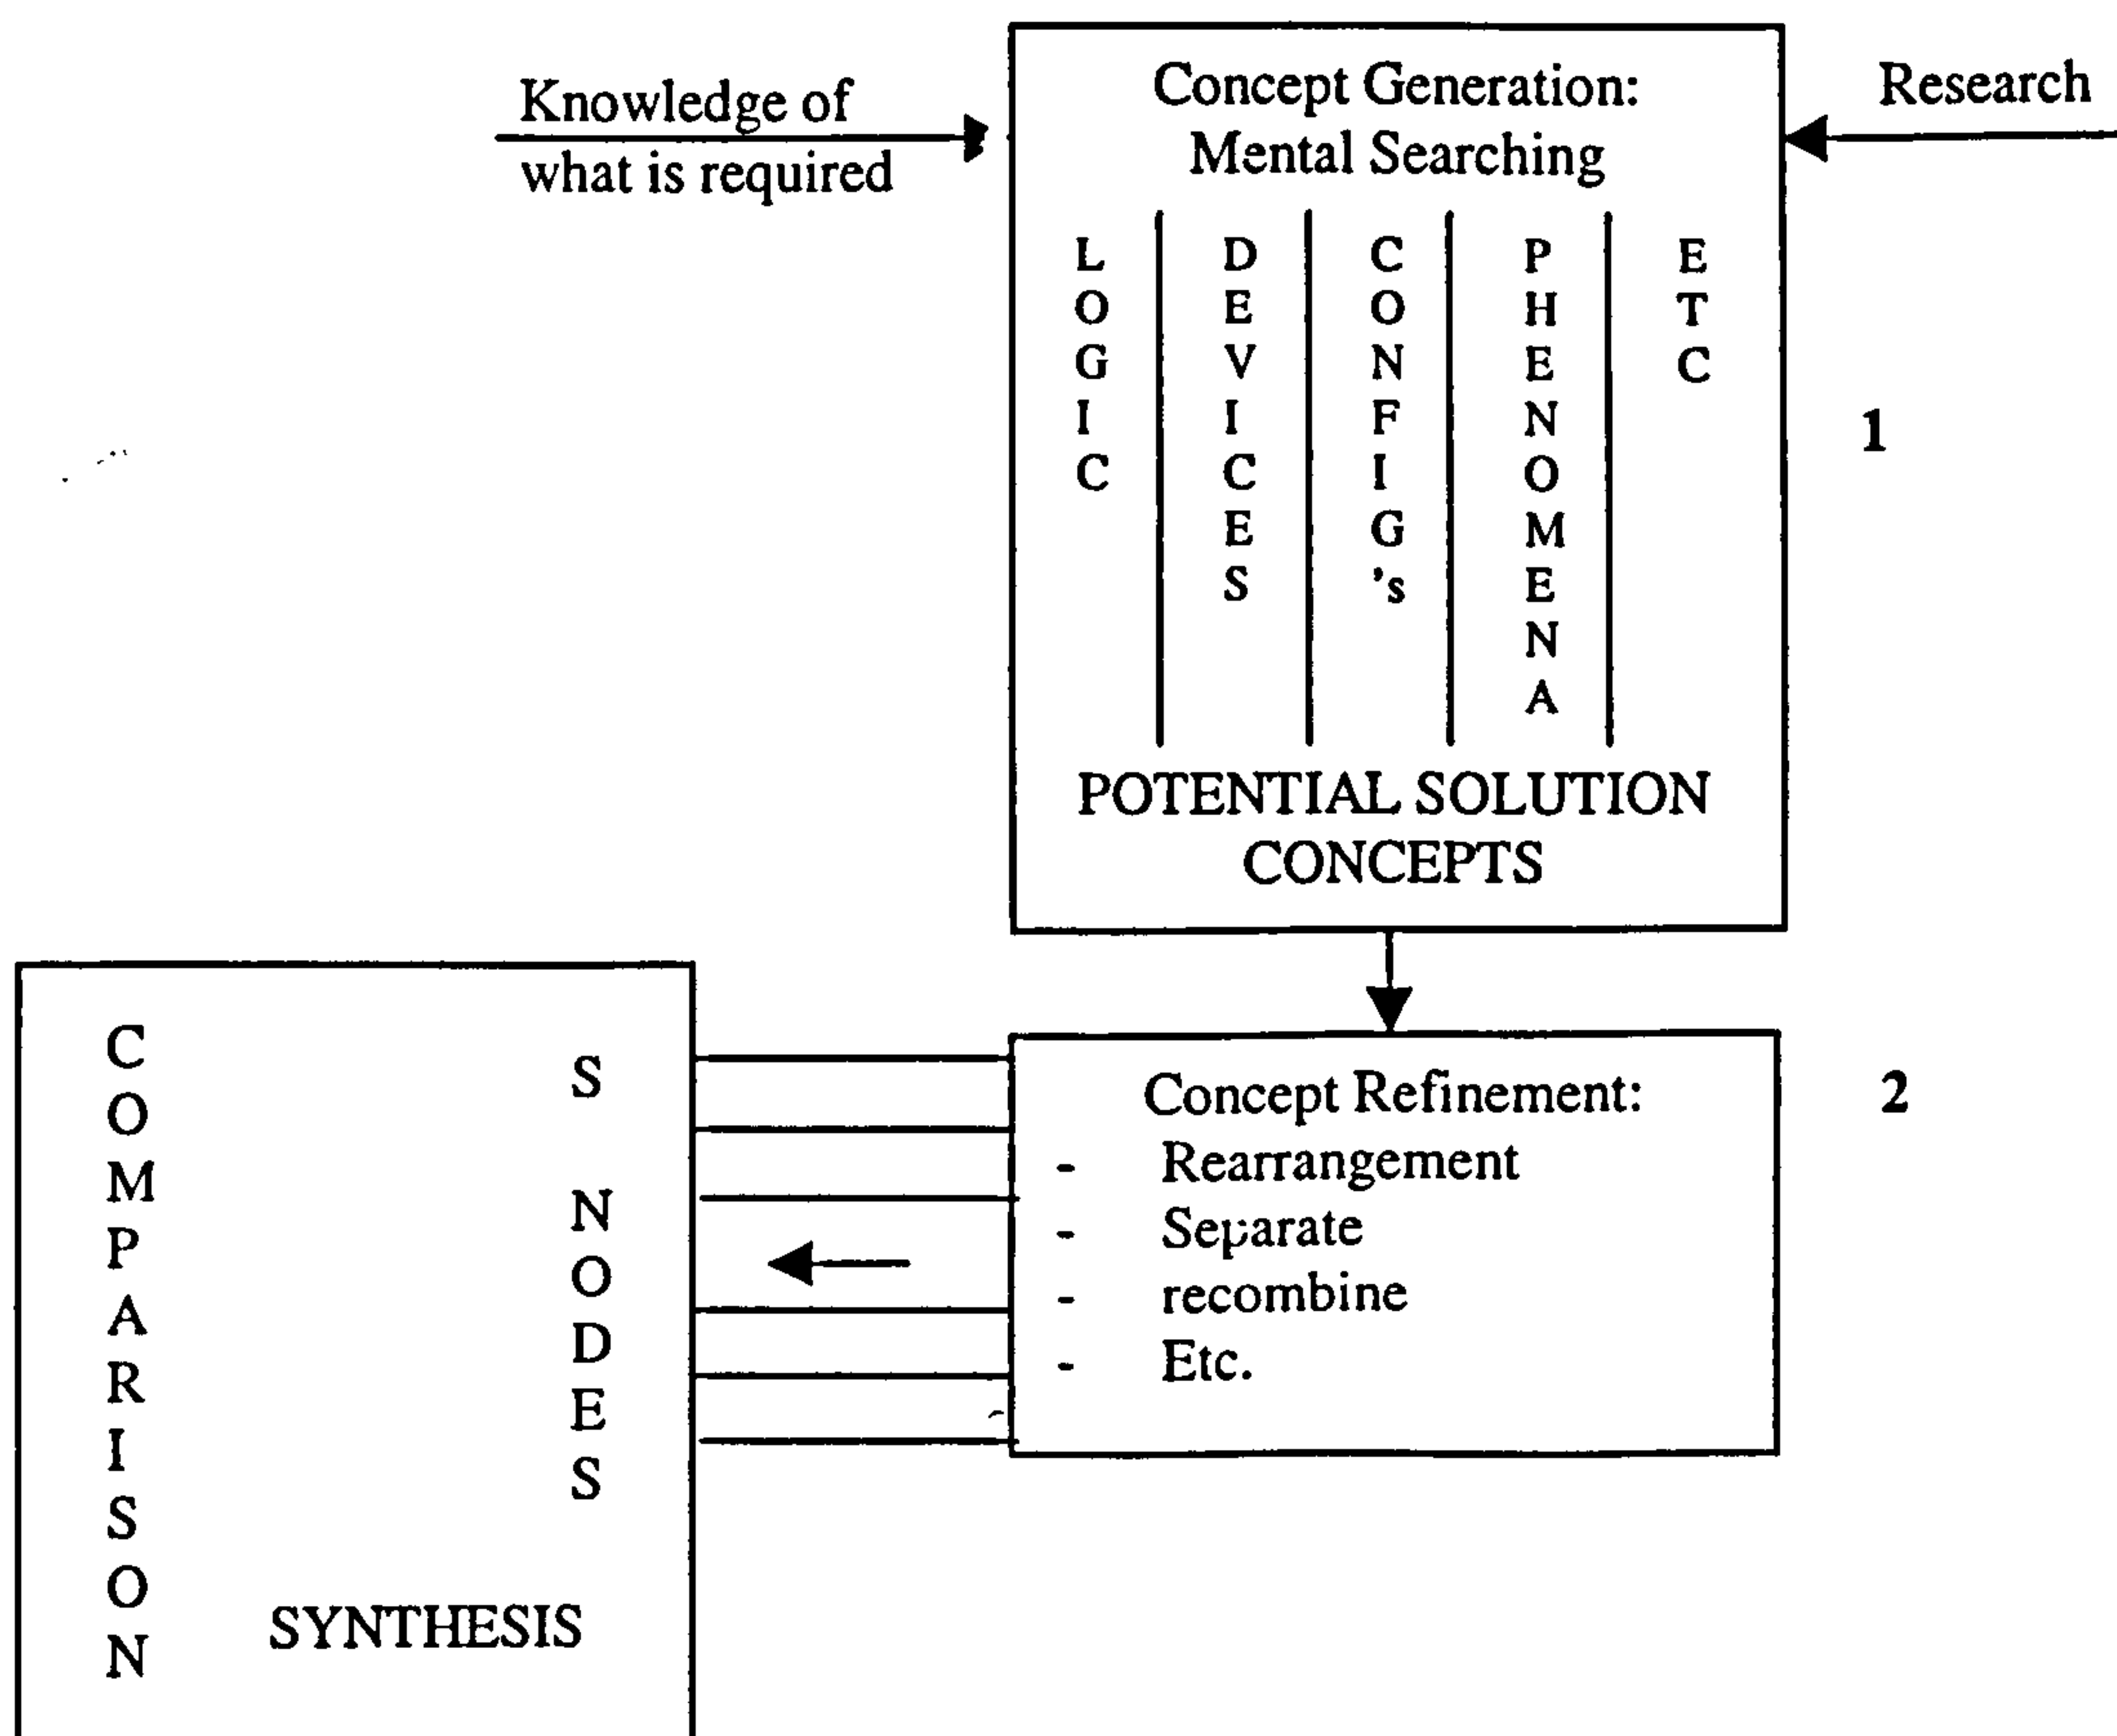 Knowledge of
what is required
Concept Generation:
Mental Searching
Research
LOGIC
DEVICES
CONFIG's
PHENOMENA
ETC
1
POTENTIAL SOLUTION
CONCEPTS
2
Concept Refinement:
- Rearrangement
- Separate
- recombine
- Etc.
COMPARISON
S NODES
SYNTHESIS